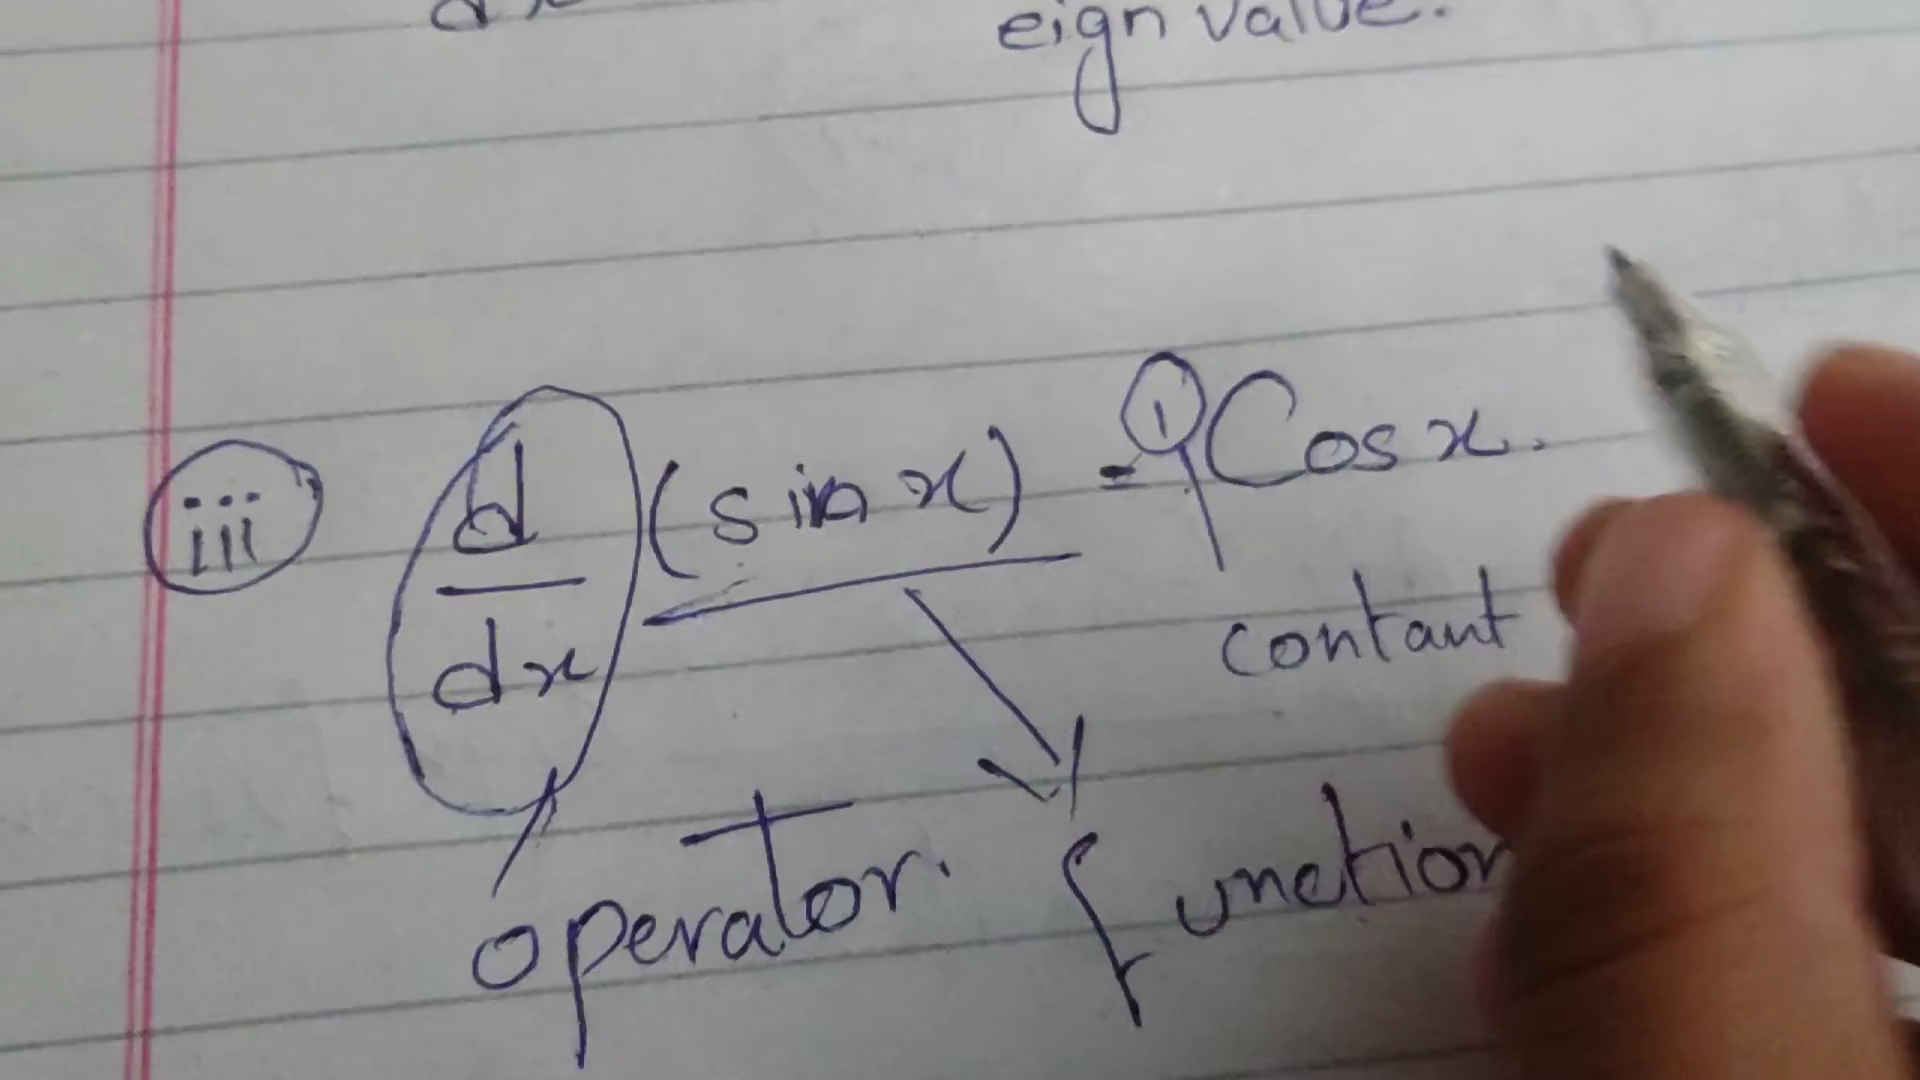 eign value.
iii d/dx (sin x) = 1 Cos x.
contant
operator. function